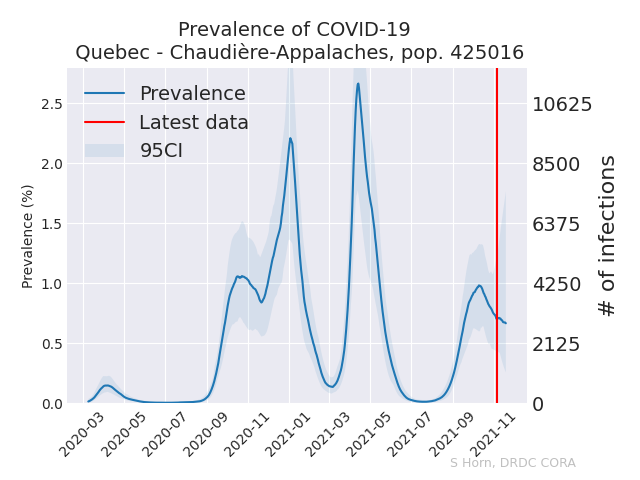 Prevalence of COVID-19
Quebec - Chaudière-Appalaches, pop. 425016
Prevalence
Latest data
95CI
Prevalence (%)
2.5
2.0
1.5
1.0
0.5
0.0
10625
8500
6375
4250
2125
0
# of infections
2020-03
2020-05
2020-07
2020-09
2020-11
2021-01
2021-03
2021-05
2021-07
2021-09
2021-11
S Horn, DRDC CORA